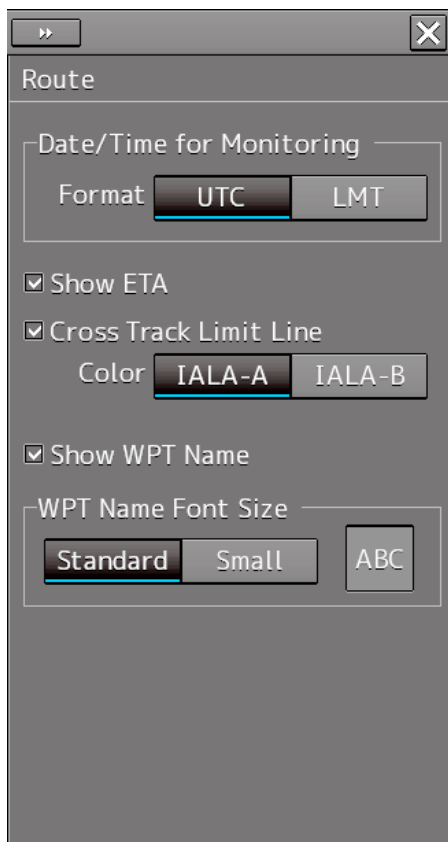 Route
Date/Time for Monitoring
Format UTC LMT
Show ETA
Cross Track Limit Line
Color IALA-A IALA-B
Show WPT Name
WPT Name Font Size
Standard Small ABC